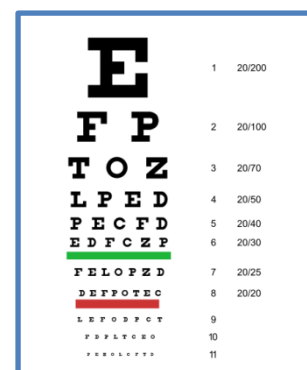 E 1 20/200
F P 2 20/100
T O Z 3 20/70
L P E D 4 20/50
P E C F D 5 20/40
E D F C Z P 6 20/30
F E L O P Z D 7 20/25
D E F P O T E C 8 20/20
L E F O D P C T 9
F D P L T C E O 10
P E Z O L C F T D 11